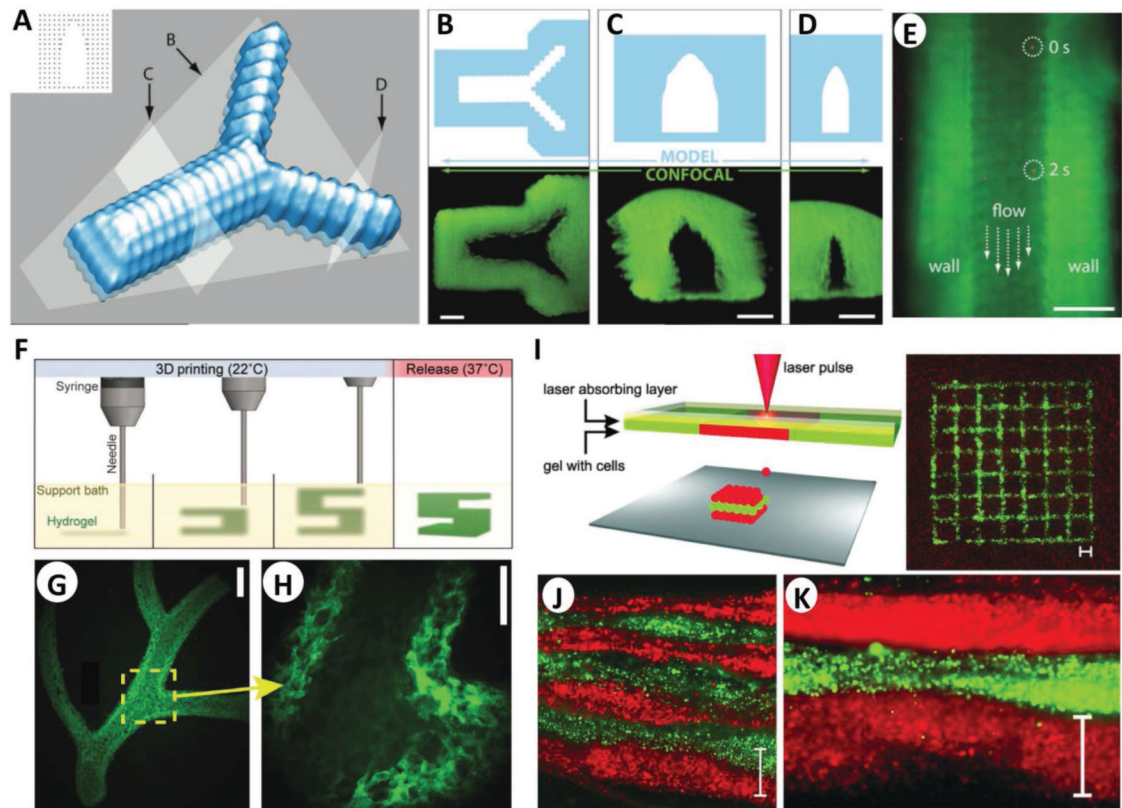 A
B
C
D
B
C
D
MODEL
CONFOCAL
E
0 s
2 s
flow
wall
wall
F
3D printing (22°C)
Release (37°C)
Syringe
Needle
Support bath
Hydrogel
G
H
I
laser pulse
laser absorbing layer
gel with cells
J
K